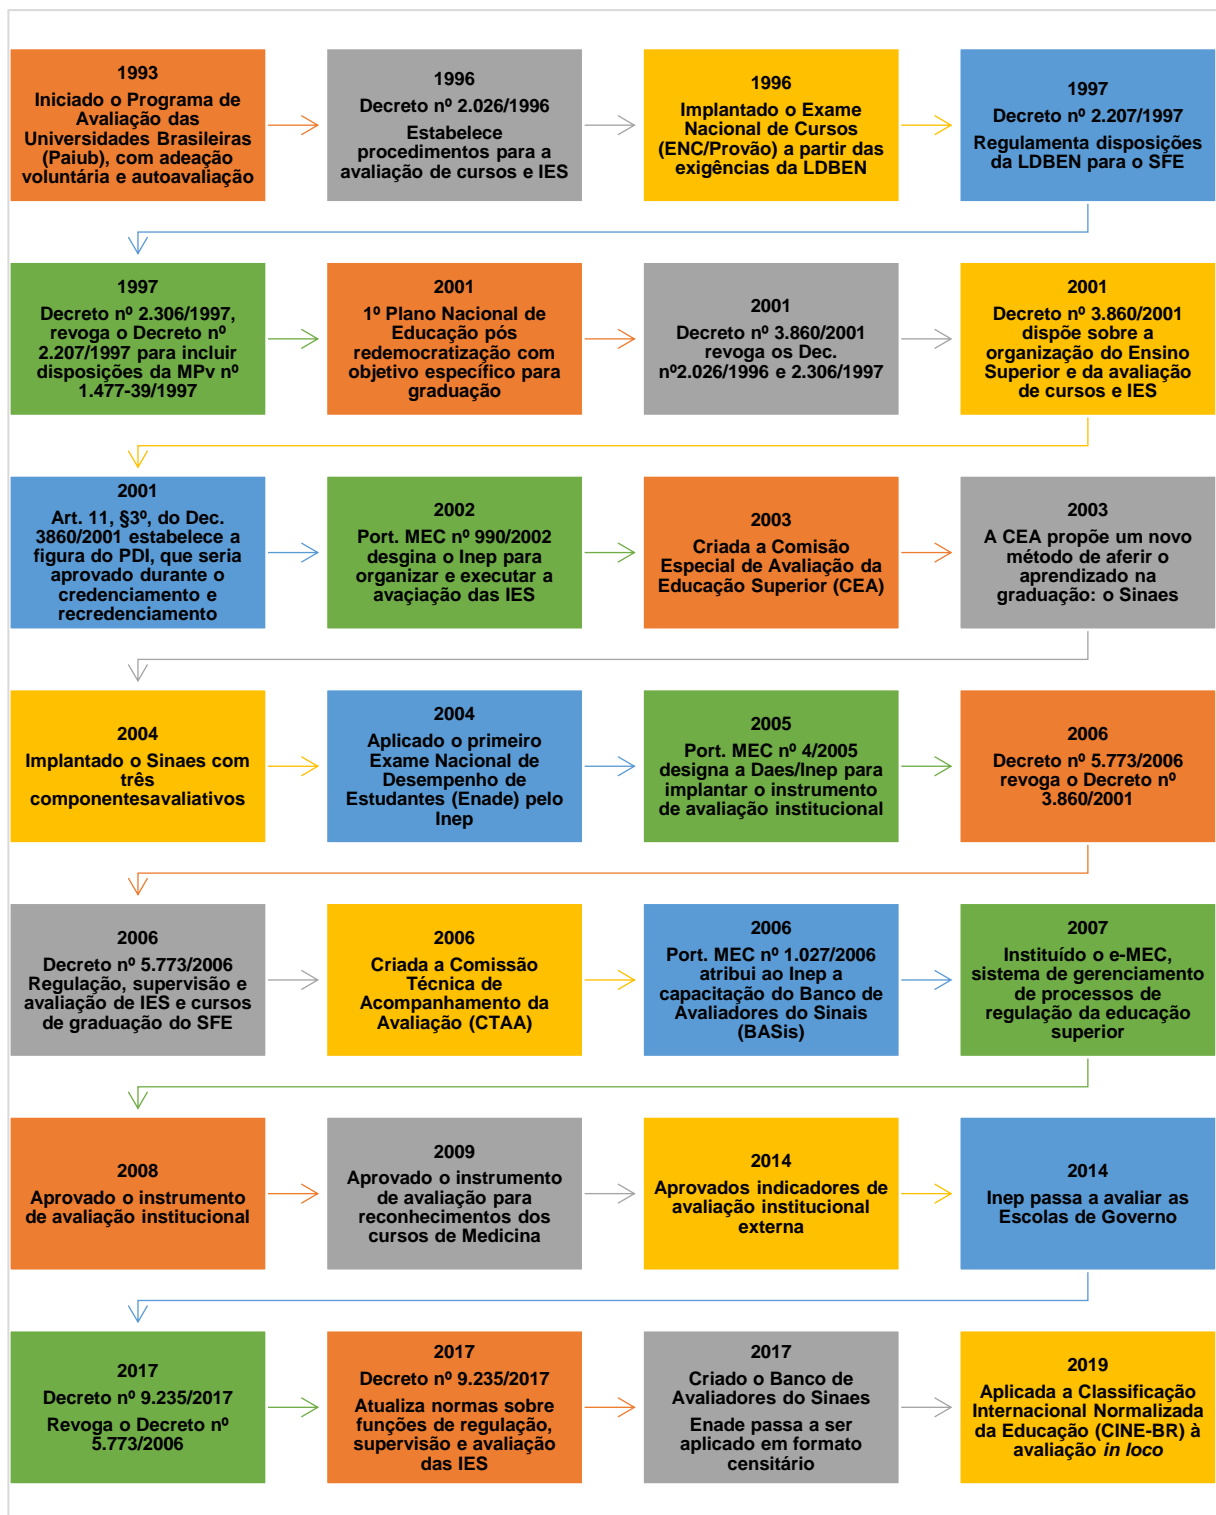 1993
Iniciado o Programa de
Avaliação das
Universidades Brasileiras
(Paiub), com adeação
voluntária e autoavaliação
1996
Decreto nº 2.026/1996
Estabelece
procedimentos para a
avaliação de cursos e IES
1996
Implantado o Exame
Nacional de Cursos
(ENC/Provão) a partir das
exigências da LDBEN
1997
Decreto nº 2.207/1997
Regulamenta disposições
da LDBEN para o SFE
1997
Decreto nº 2.306/1997,
revoga o Decreto nº
2.207/1997 para incluir
disposições da MPv nº
1.477-39/1997
2001
1º Plano Nacional de
Educação pós
redemocratização com
objetivo específico para
graduação
2001
Decreto nº 3.860/2001
revoga os Dec.
nº2.026/1996 e 2.306/1997
2001
Decreto nº 3.860/2001
dispõe sobre a
organização do Ensino
Superior e da avaliação
de cursos e IES
2001
Art. 11, §3º, do Dec.
3860/2001 estabelece a
figura do PDI, que seria
aprovado durante o
credenciamento e
recredenciamento
2002
Port. MEC nº 990/2002
desgina o Inep para
organizar e executar a
avaçiação das IES
2003
Criada a Comisão
Especial de Avaliação da
Educação Superior (CEA)
2003
A CEA propõe um novo
método de aferir o
aprendizado na
graduação: o Sinaes
2004
Implantado o Sinaes com
três
componentesavaliativos
2004
Aplicado o primeiro
Exame Nacional de
Desempenho de
Estudantes (Enade) pelo
Inep
2005
Port. MEC nº 4/2005
designa a Daes/Inep para
implantar o instrumento
de avaliação institucional
2006
Decreto nº 5.773/2006
revoga o Decreto nº
3.860/2001
2006
Decreto nº 5.773/2006
Regulação, supervisão e
avaliação de IES e cursos
de graduação do SFE
2006
Criada a Comissão
Técnica de
Acompanhamento da
Avaliação (CTAA)
2006
Port. MEC nº 1.027/2006
atribui ao Inep a
capacitação do Banco de
Avaliadores do Sinais
(BASis)
2007
Instituído o e-MEC,
sistema de gerenciamento
de processos de
regulação da educação
superior
2008
Aprovado o instrumento
de avaliação institucional
2009
Aprovado o instrumento
de avaliação para
reconhecimentos dos
cursos de Medicina
2014
Aprovados indicadores de
avaliação institucional
externa
2014
Inep passa a avaliar as
Escolas de Governo
2017
Decreto nº 9.235/2017
Revoga o Decreto nº
5.773/2006
2017
Decreto nº 9.235/2017
Atualiza normas sobre
funções de regulação,
supervisão e avaliação
das IES
2017
Criado o Banco de
Avaliadores do Sinaes
Enade passa a ser
aplicado em formato
censitário
2019
Aplicada a Classificação
Internacional Normalizada
da Educação (CINE-BR) à
avaliação in loco